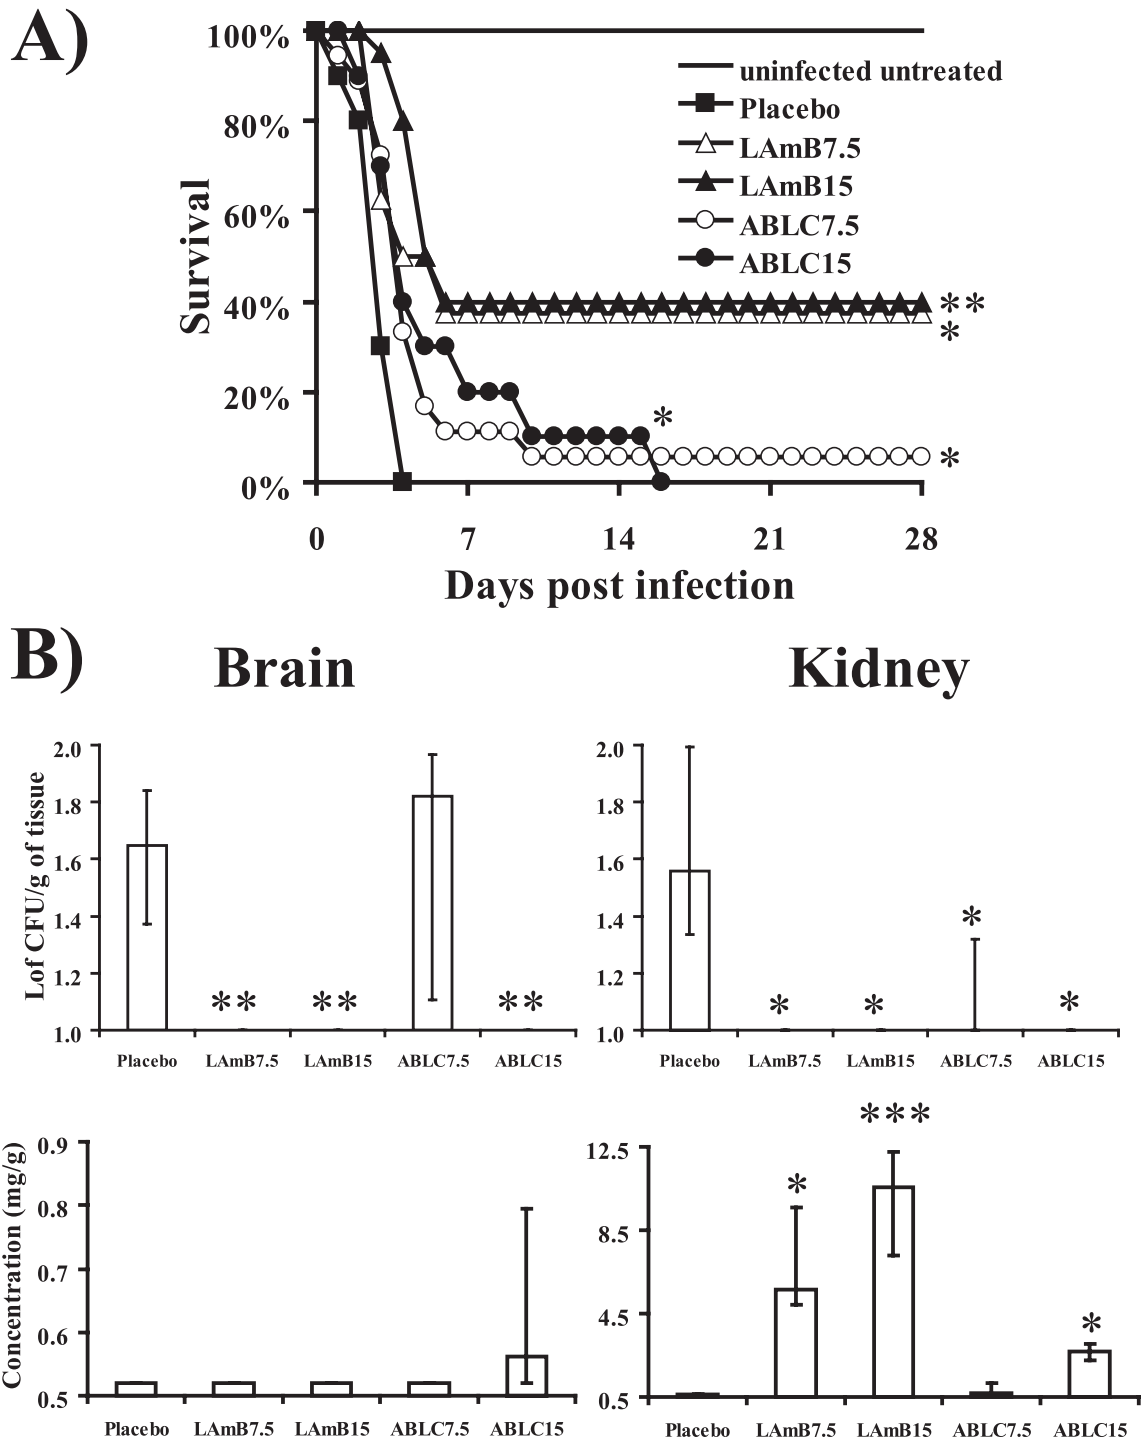 A)
100%
80%
60%
40%
20%
0%
Survival
uninfected untreated
Placebo
LAmB7.5
LAmB15
ABLC7.5
ABLC15
**
*
*
*
0 7 14 21 28
Days post infection
B)
Brain Kidney
Lof CFU/g of tissue
2.0
1.8
1.6
1.4
1.2
1.0
** ** **
Placebo LAmB7.5 LAmB15 ABLC7.5 ABLC15
2.0
1.8
1.6
1.4
1.2
1.0
* * * *
Placebo LAmB7.5 LAmB15 ABLC7.5 ABLC15
Concentration (mg/g)
0.9
0.8
0.7
0.6
0.5
Placebo LAmB7.5 LAmB15 ABLC7.5 ABLC15
12.5
8.5
4.5
0.5
* *** *
Placebo LAmB7.5 LAmB15 ABLC7.5 ABLC15